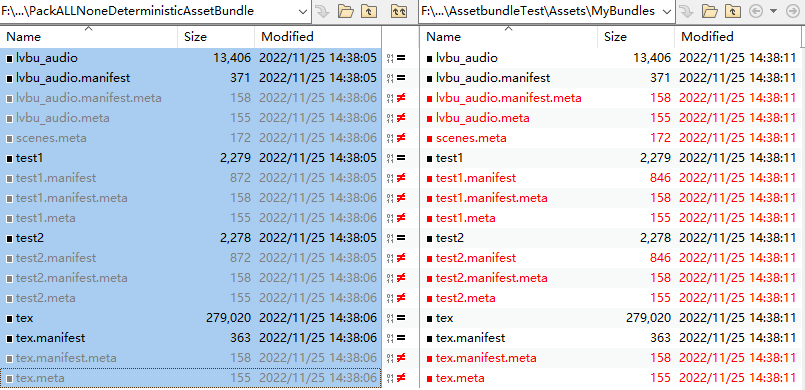 F:\...\PackALLNoneDeterministicAssetBundle F:\...\AssetbundleTest\Assets\MyBundles
Name Size Modified Name Size Modified
lvbu_audio 13,406 2022/11/25 14:38:05 = lvbu_audio 13,406 2022/11/25 14:38:11
lvbu_audio.manifest 371 2022/11/25 14:38:05 = lvbu_audio.manifest 371 2022/11/25 14:38:11
lvbu_audio.manifest.meta 158 2022/11/25 14:38:06 ≠ lvbu_audio.manifest.meta 158 2022/11/25 14:38:11
lvbu_audio.meta 155 2022/11/25 14:38:06 ≠ lvbu_audio.meta 155 2022/11/25 14:38:11
scenes.meta 172 2022/11/25 14:38:06 ≠ scenes.meta 172 2022/11/25 14:38:11
test1 2,279 2022/11/25 14:38:05 = test1 2,279 2022/11/25 14:38:11
test1.manifest 872 2022/11/25 14:38:05 ≠ test1.manifest 846 2022/11/25 14:38:11
test1.manifest.meta 158 2022/11/25 14:38:06 ≠ test1.manifest.meta 158 2022/11/25 14:38:11
test1.meta 155 2022/11/25 14:38:06 ≠ test1.meta 155 2022/11/25 14:38:11
test2 2,278 2022/11/25 14:38:05 = test2 2,278 2022/11/25 14:38:11
test2.manifest 872 2022/11/25 14:38:05 ≠ test2.manifest 846 2022/11/25 14:38:11
test2.manifest.meta 158 2022/11/25 14:38:06 ≠ test2.manifest.meta 158 2022/11/25 14:38:11
test2.meta 155 2022/11/25 14:38:06 ≠ test2.meta 155 2022/11/25 14:38:11
tex 279,020 2022/11/25 14:38:05 = tex 279,020 2022/11/25 14:38:11
tex.manifest 363 2022/11/25 14:38:05 = tex.manifest 363 2022/11/25 14:38:11
tex.manifest.meta 158 2022/11/25 14:38:06 ≠ tex.manifest.meta 158 2022/11/25 14:38:11
tex.meta 155 2022/11/25 14:38:06 ≠ tex.meta 155 2022/11/25 14:38:11